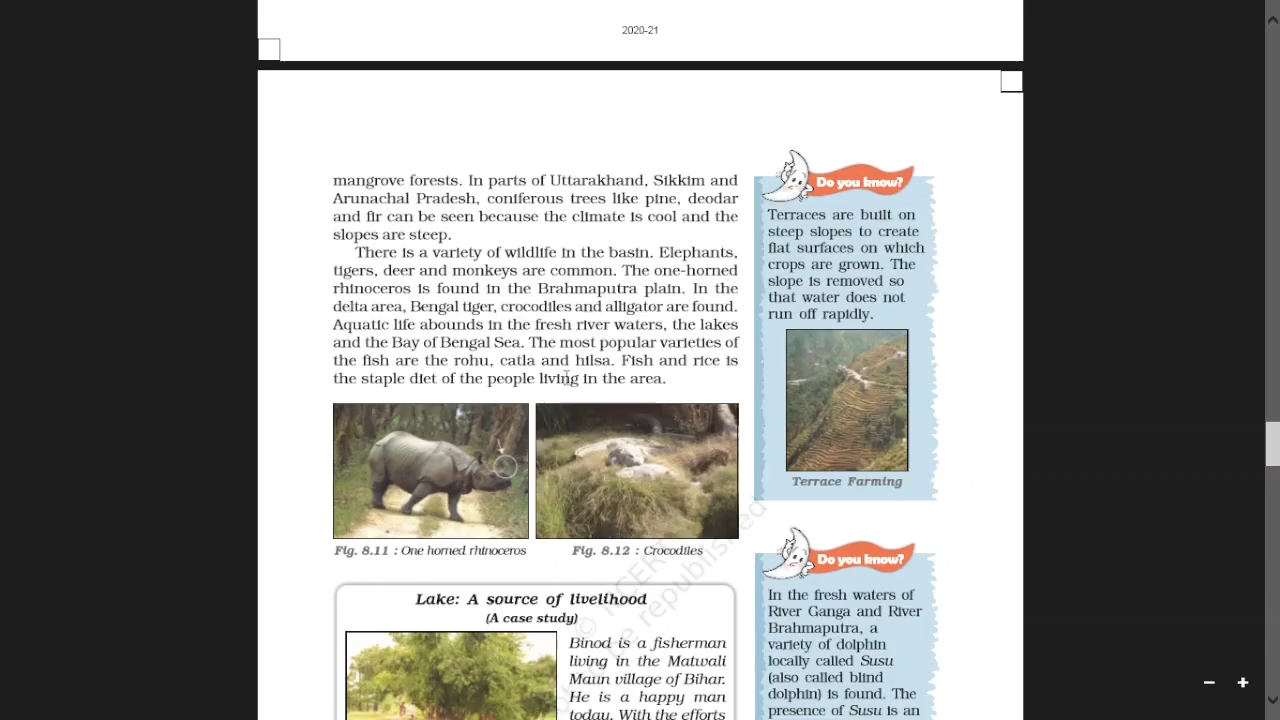 2020-21
mangrove forests. In parts of Uttarakhand, Sikkim and
Arunachal Pradesh, coniferous trees like pine, deodar
and fir can be seen because the climate is cool and the
slopes are steep.
There is a variety of wildlife in the basin. Elephants,
tigers, deer and monkeys are common. The one-horned
rhinoceros is found in the Brahmaputra plain. In the
delta area, Bengal tiger, crocodiles and alligator are found.
Aquatic life abounds in the fresh river waters, the lakes
and the Bay of Bengal Sea. The most popular varieties of
the fish are the rohu, catla and hilsa. Fish and rice is
the staple diet of the people living in the area.
Fig. 8.11 : One horned rhinoceros
Fig. 8.12 : Crocodiles
Lake: A source of livelihood
(A case study)
Binod is a fisherman
living in the Matwali
Maun village of Bihar.
He is a happy man
today. With the efforts
Do you know?
Terraces are built on
steep slopes to create
flat surfaces on which
crops are grown. The
slope is removed so
that water does not
run off rapidly.
Terrace Farming
Do you know?
In the fresh waters of
River Ganga and River
Brahmaputra, a
variety of dolphin
locally called Susu
(also called blind
dolphin) is found. The
presence of Susu is an
© NCERT
be republished